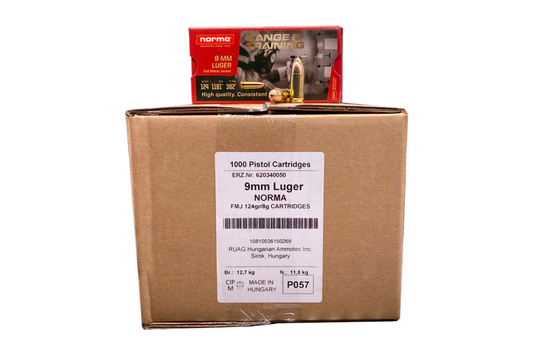 norma
RANGE &
TRAINING
9 MM
LUGER
Full Metal Jacket
124 1181' 382'
High quality. Consistent
1000 Pistol Cartridges
ERZ.Nr. 620340050
9mm Luger
NORMA
FMJ 124gr/8g CARTRIDGES
10810036150269
RUAG Hungarian Ammotec Inc.
Sirok, Hungary
Br.: 12,7 kg N.: 11,8 kg
CIP
M
MADE IN
HUNGARY
P057